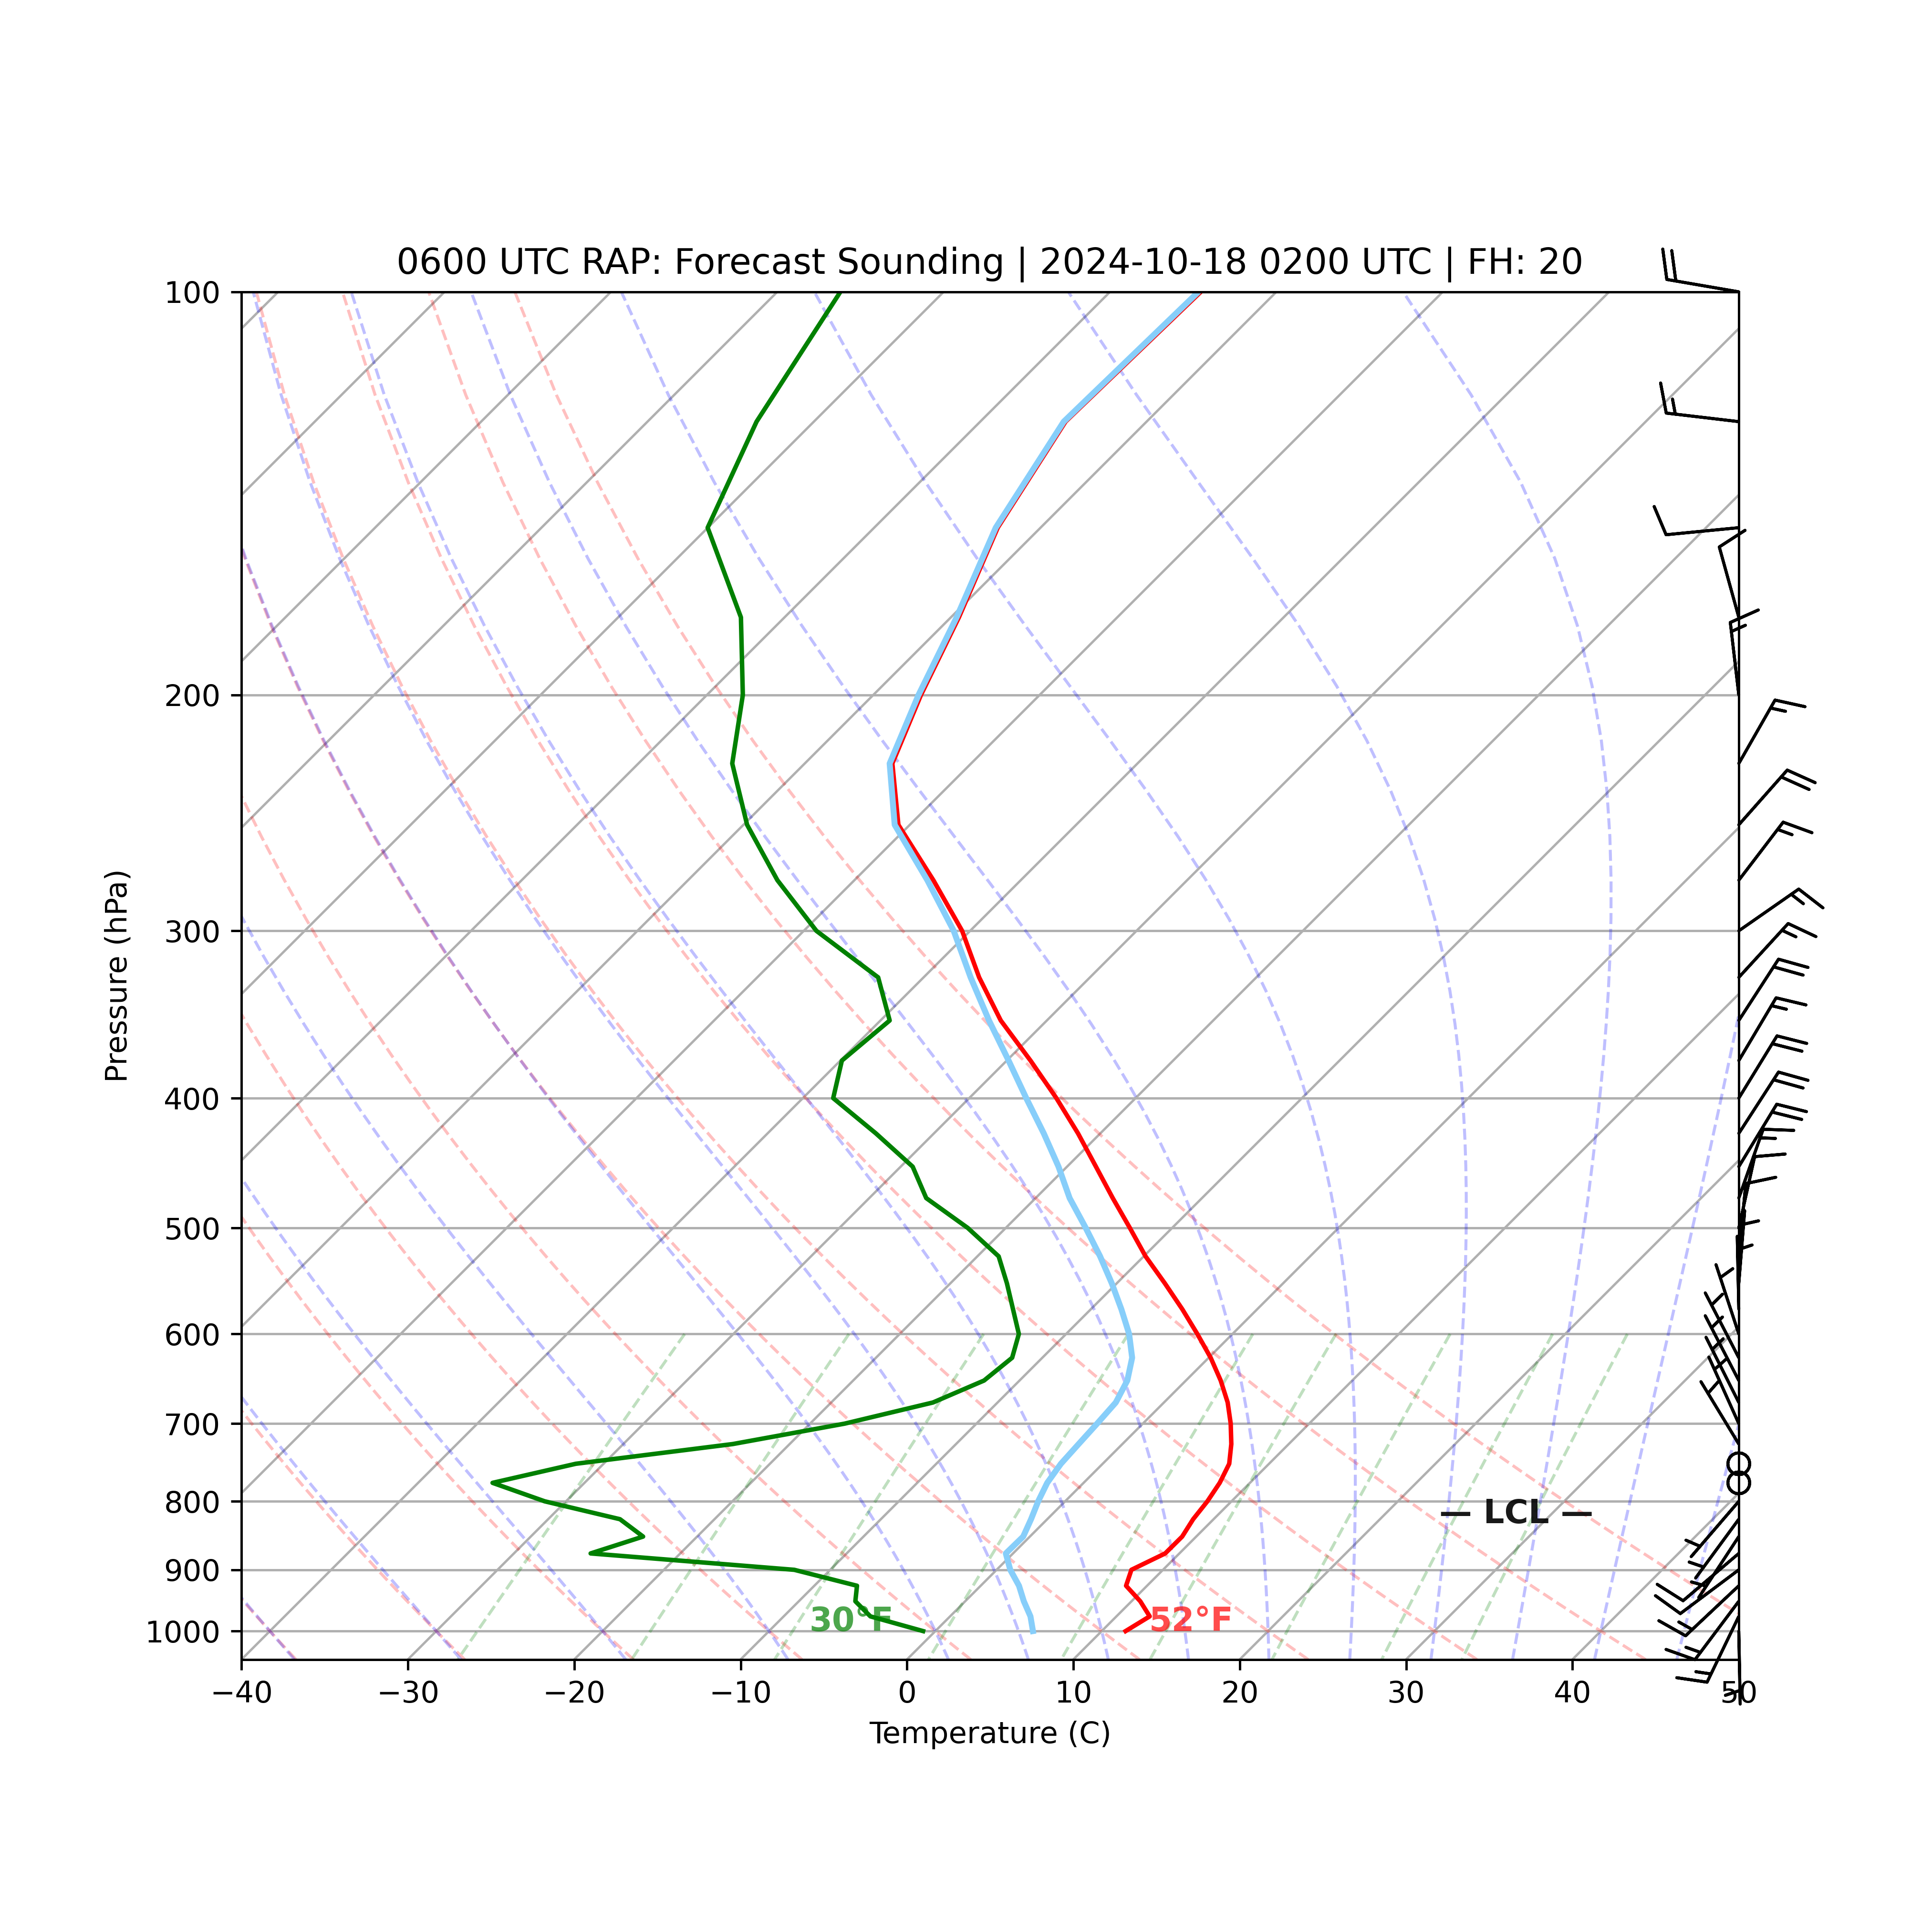 0600 UTC RAP: Forecast Sounding | 2024-10-18 0200 UTC | FH: 20
100
200
300
400
500
600
700
800
900
1000
Pressure (hPa)
— LCL —
30°F
52°F
−40 −30 −20 −10 0 10 20 30 40 50
Temperature (C)